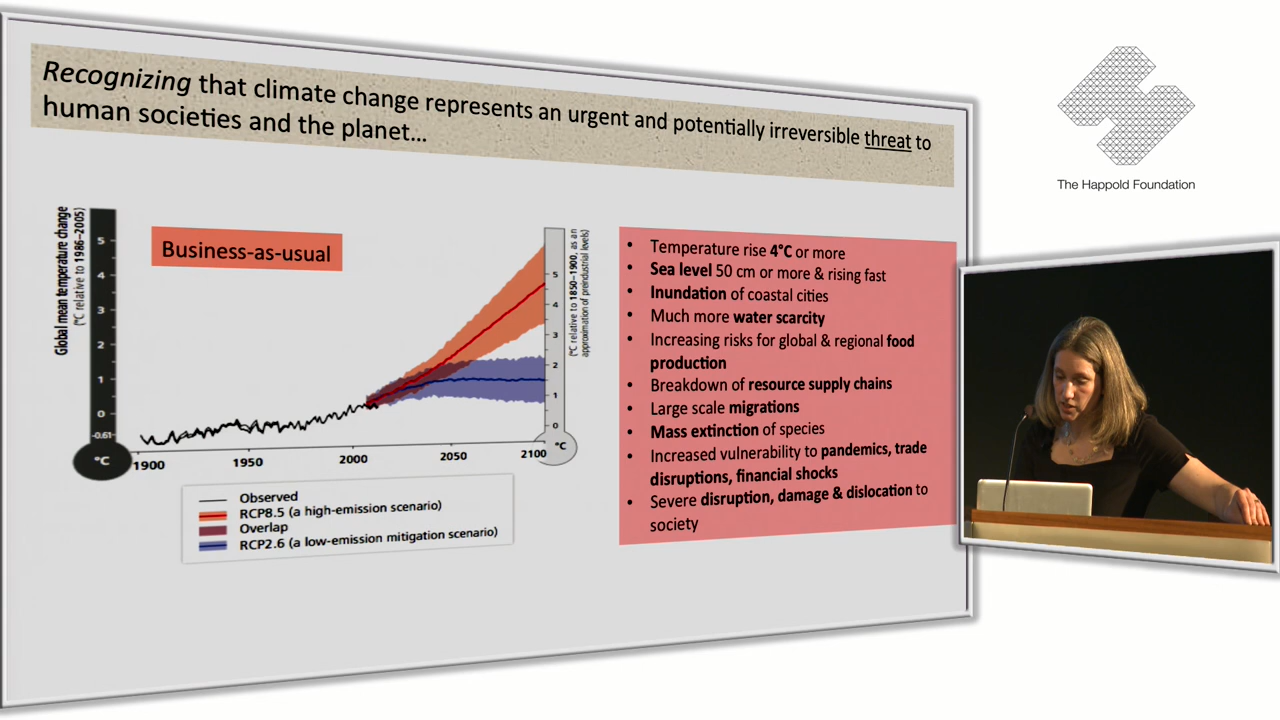 Recognizing that climate change represents an urgent and potentially irreversible threat to
human societies and the planet...
The Happold Foundation
Global mean temperature change
(°C relative to 1986–2005)
5
4
3
2
1
0
-0.61
°C
Business-as-usual
5
4
3
2
1
0
°C
(°C relative to 1850–1900, as an
approximation of preindustrial levels)
1900 1950 2000 2050 2100
Observed
RCP8.5 (a high-emission scenario)
Overlap
RCP2.6 (a low-emission mitigation scenario)
• Temperature rise 4°C or more
• Sea level 50 cm or more & rising fast
• Inundation of coastal cities
• Much more water scarcity
• Increasing risks for global & regional food
production
• Breakdown of resource supply chains
• Large scale migrations
• Mass extinction of species
• Increased vulnerability to pandemics, trade
disruptions, financial shocks
• Severe disruption, damage & dislocation to
society